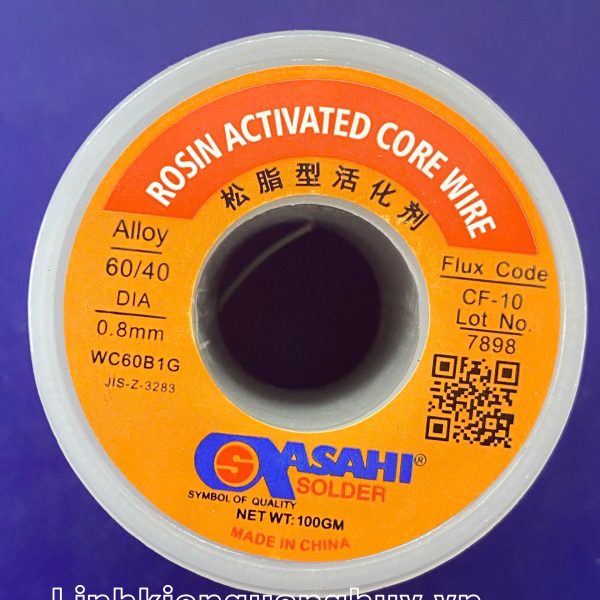 ROSIN ACTIVATED CORE WIRE
松脂型活化剂
Alloy
60/40
DIA
0.8mm
WC60B1G
JIS-Z-3283
Flux Code
CF-10
Lot No.
7898
S
ASAHI®
SOLDER
SYMBOL OF QUALITY
NET WT: 100GM
MADE IN CHINA